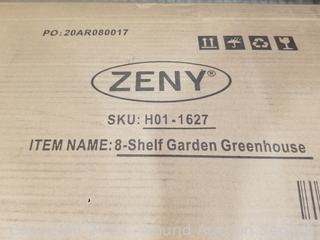 PO: 20AR080017
ZENY®
SKU: H01-1627
ITEM NAME: 8-Shelf Garden Greenhouse